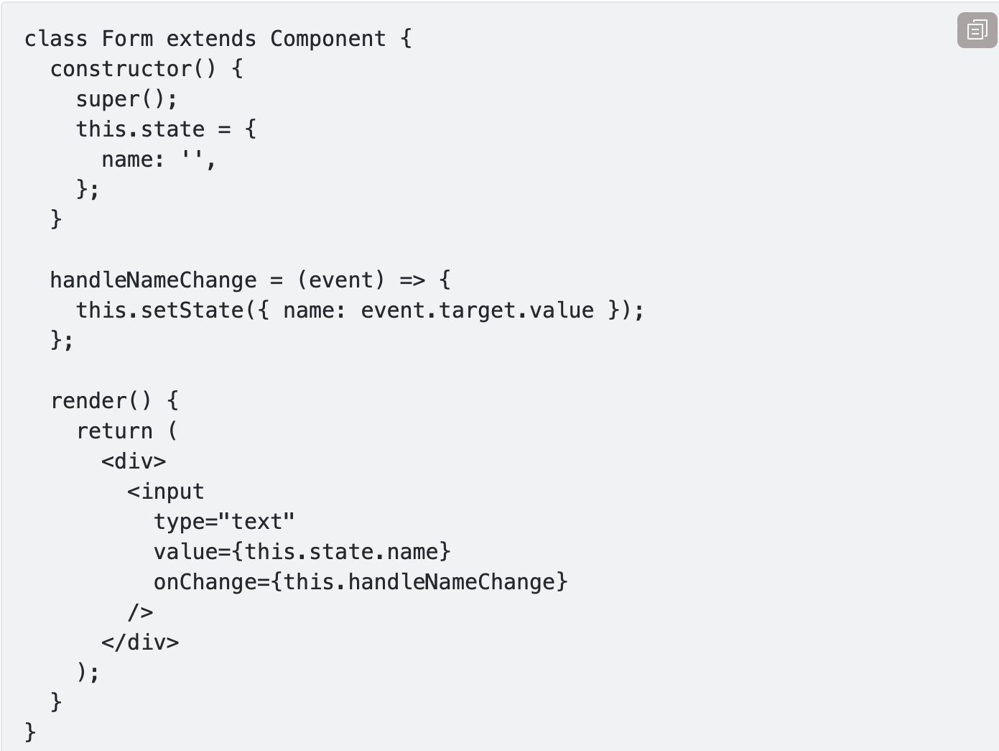 class Form extends Component {
  constructor() {
    super();
    this.state = {
      name: '',
    };
  }

  handleNameChange = (event) => {
    this.setState({ name: event.target.value });
  };

  render() {
    return (
      <div>
        <input
          type="text"
          value={this.state.name}
          onChange={this.handleNameChange}
        />
      </div>
    );
  }
}